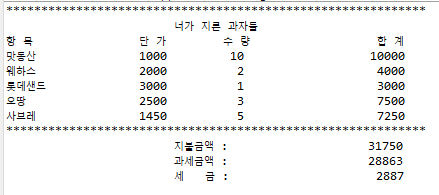 ************************************************************
너가 지른 과자들
항 목 단 가 수 량 합 계
맛동산 1000 10 10000
웨하스 2000 2 4000
롯데샌드 3000 1 3000
오땅 2500 3 7500
사브레 1450 5 7250
************************************************************
지불금액 : 31750
과세금액 : 28863
세 금 : 2887